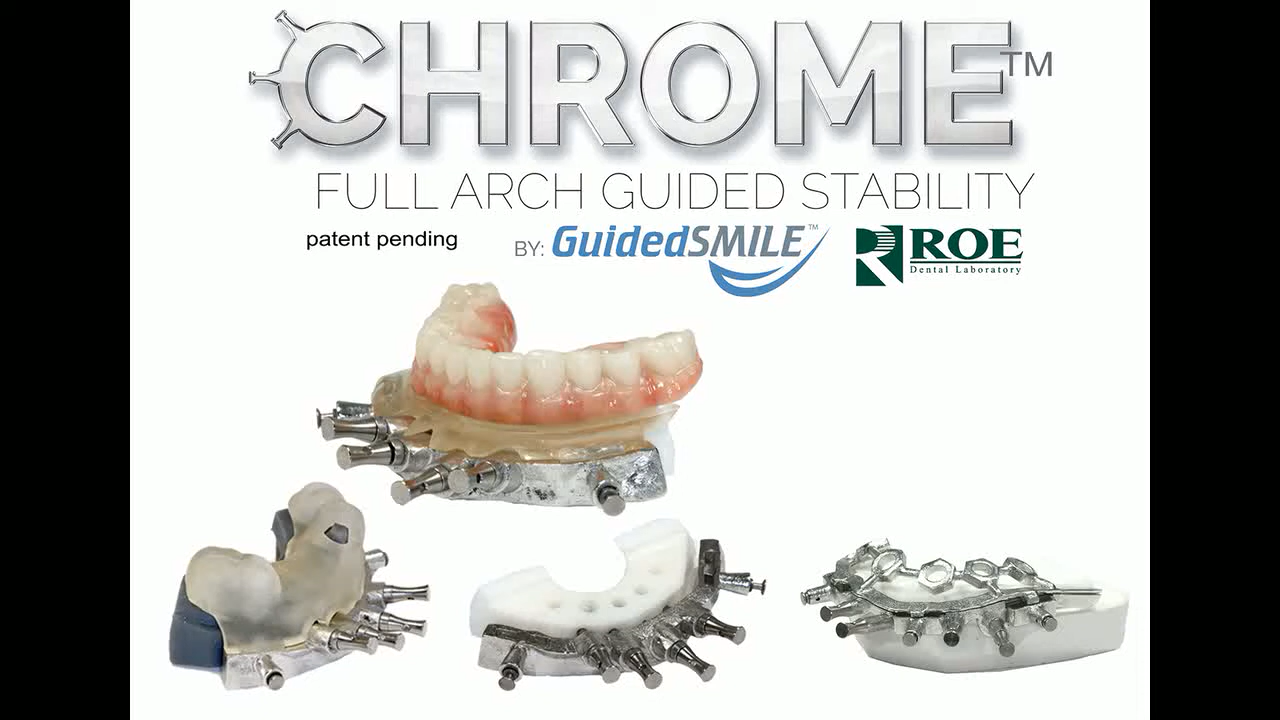 CHROME™
FULL ARCH GUIDED STABILITY
patent pending
BY: GuidedSMILE™
ROE
Dental Laboratory